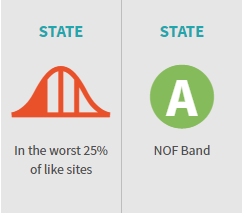 STATE
In the worst 25%
of like sites
STATE
A
NOF Band